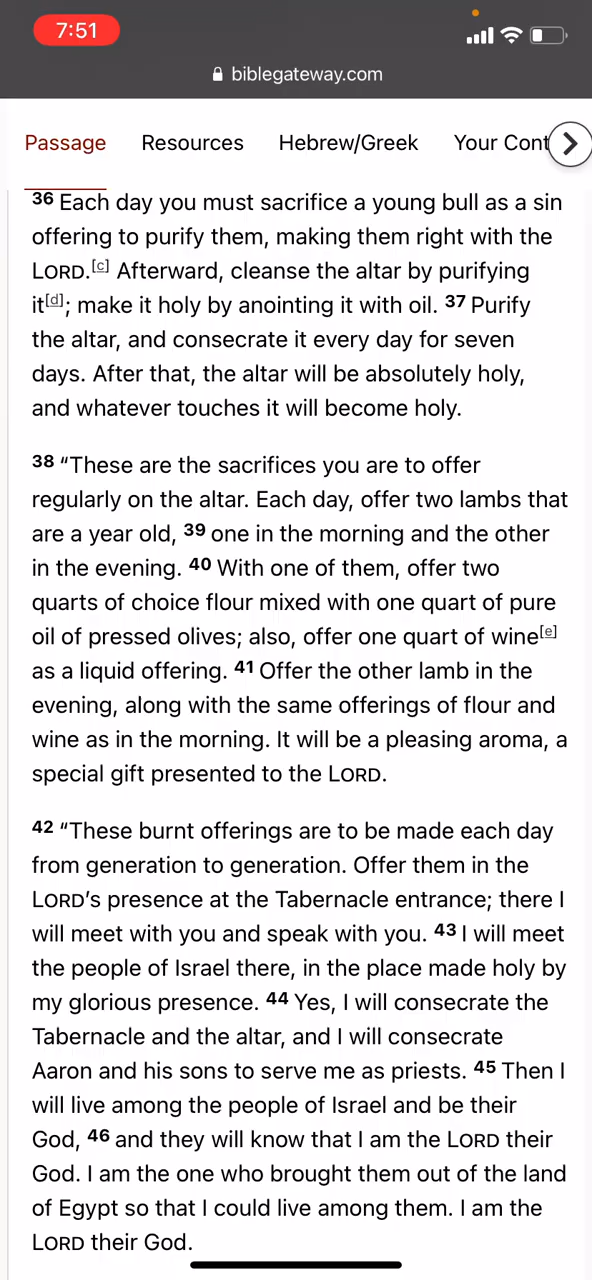 7:51
biblegateway.com
Passage Resources Hebrew/Greek Your Cont
36 Each day you must sacrifice a young bull as a sin
offering to purify them, making them right with the
LORD.[c] Afterward, cleanse the altar by purifying
it[d]; make it holy by anointing it with oil. 37 Purify
the altar, and consecrate it every day for seven
days. After that, the altar will be absolutely holy,
and whatever touches it will become holy.
38 “These are the sacrifices you are to offer
regularly on the altar. Each day, offer two lambs that
are a year old, 39 one in the morning and the other
in the evening. 40 With one of them, offer two
quarts of choice flour mixed with one quart of pure
oil of pressed olives; also, offer one quart of wine[e]
as a liquid offering. 41 Offer the other lamb in the
evening, along with the same offerings of flour and
wine as in the morning. It will be a pleasing aroma, a
special gift presented to the LORD.
42 “These burnt offerings are to be made each day
from generation to generation. Offer them in the
LORD’s presence at the Tabernacle entrance; there I
will meet with you and speak with you. 43 I will meet
the people of Israel there, in the place made holy by
my glorious presence. 44 Yes, I will consecrate the
Tabernacle and the altar, and I will consecrate
Aaron and his sons to serve me as priests. 45 Then I
will live among the people of Israel and be their
God, 46 and they will know that I am the LORD their
God. I am the one who brought them out of the land
of Egypt so that I could live among them. I am the
LORD their God.